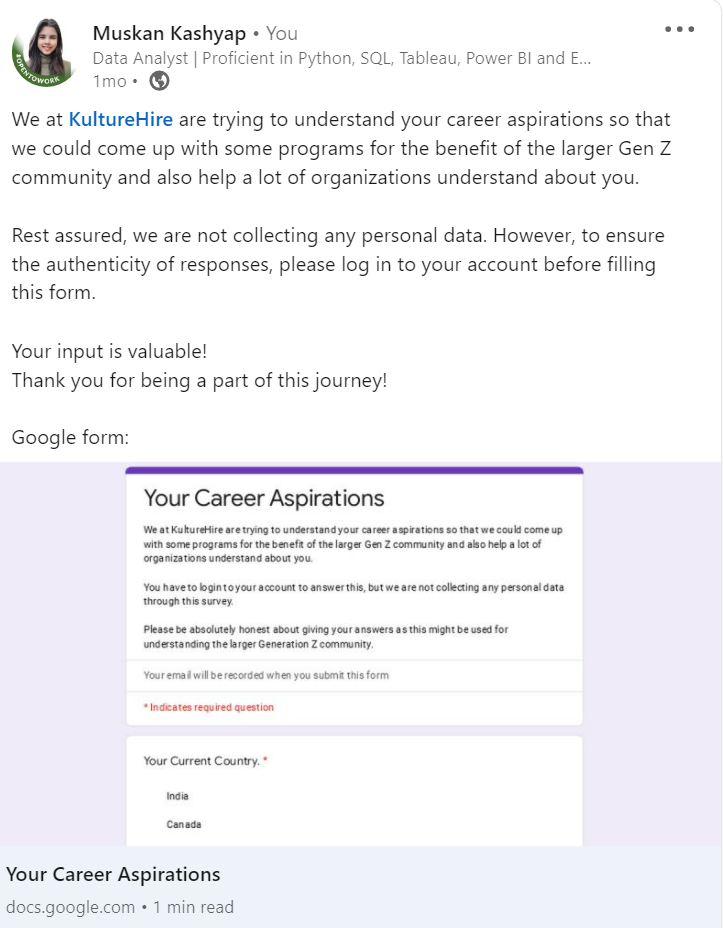 Muskan Kashyap • You
Data Analyst | Proficient in Python, SQL, Tableau, Power BI and E...
1mo •
#OPENTOWORK
We at KultureHire are trying to understand your career aspirations so that
we could come up with some programs for the benefit of the larger Gen Z
community and also help a lot of organizations understand about you.
Rest assured, we are not collecting any personal data. However, to ensure
the authenticity of responses, please log in to your account before filling
this form.
Your input is valuable!
Thank you for being a part of this journey!
Google form:
Your Career Aspirations
We at KultureHire are trying to understand your career aspirations so that we could come up
with some programs for the benefit of the larger Gen Z community and also help a lot of
organizations understand about you.
You have to login to your account to answer this, but we are not collecting any personal data
through this survey.
Please be absolutely honest about giving your answers as this might be used for
understanding the larger Generation Z community.
Your email will be recorded when you submit this form
* Indicates required question
Your Current Country. *
India
Canada
Your Career Aspirations
docs.google.com • 1 min read